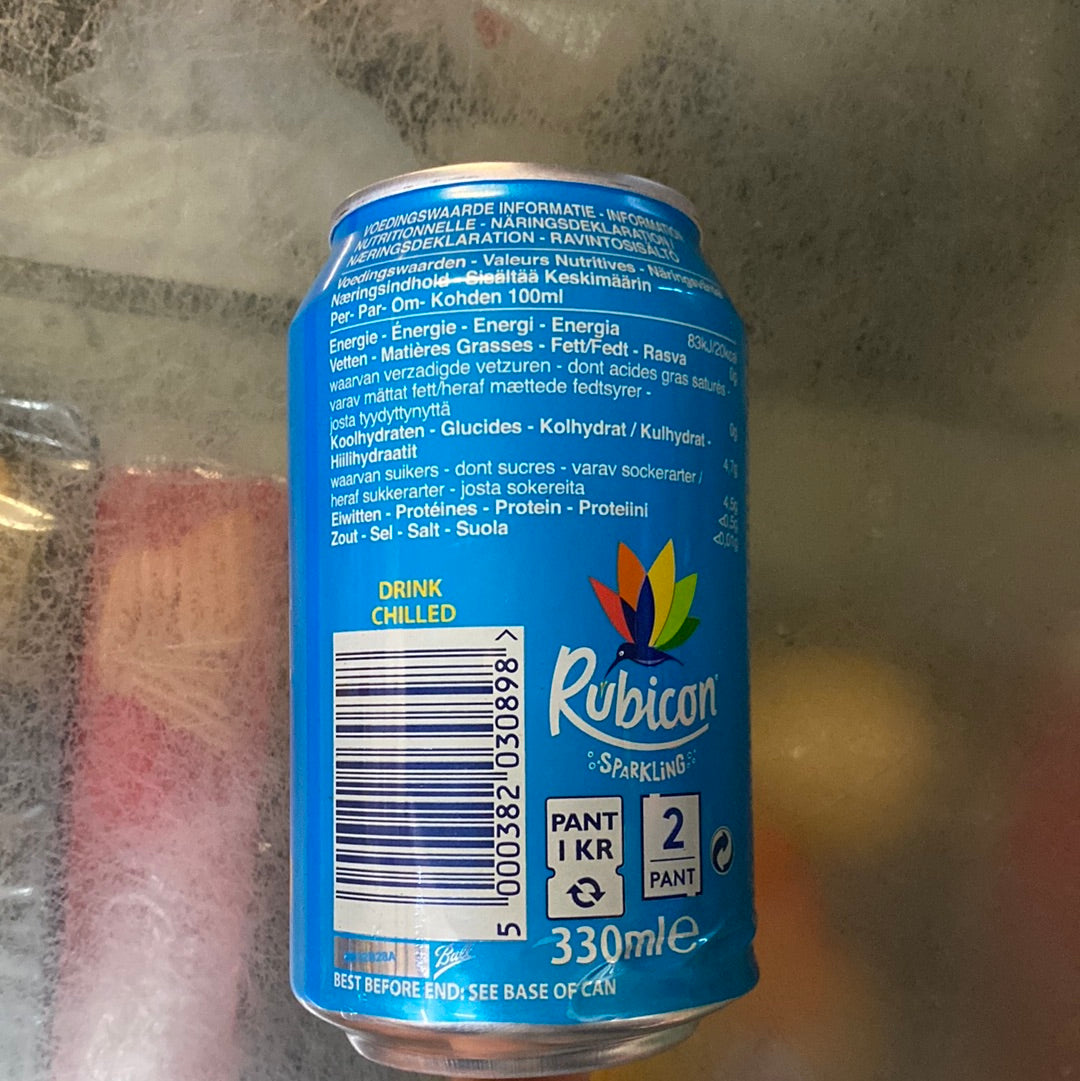 VOEDINGSWAARDE INFORMATIE - INFORMATION
NUTRITIONNELLE - NÄRINGSDEKLARATION /
NÆRINGSDEKLARATION - RAVINTOSISÄLTÖ
Voedingswaarden - Valeurs Nutritives - Näringsvärde
Næringsindhold - Sisältää Keskimäärin
Per- Par- Om- Kohden 100ml
Energie - Énergie - Energi - Energia 83kJ/20kcal
Vetten - Matières Grasses - Fett/Fedt - Rasva 0g
waarvan verzadigde vetzuren - dont acides gras saturés -
varav mättat fett/heraf mættede fedtsyrer -
josta tyydyttynyttä 0g
Koolhydraten - Glucides - Kolhydrat / Kulhydrat -
Hiilihydraatit 4,7g
waarvan suikers - dont sucres - varav sockerarter /
heraf sukkerarter - josta sokereita 4,5g
Eiwitten - Protéines - Protein - Proteiini <0,5g
Zout - Sel - Salt - Suola <0,01g
DRINK
CHILLED
5 000382 030898 >
Rubicon
SPARKLING
PANT
1 KR
2
PANT
330ml e
Ball
BEST BEFORE END: SEE BASE OF CAN